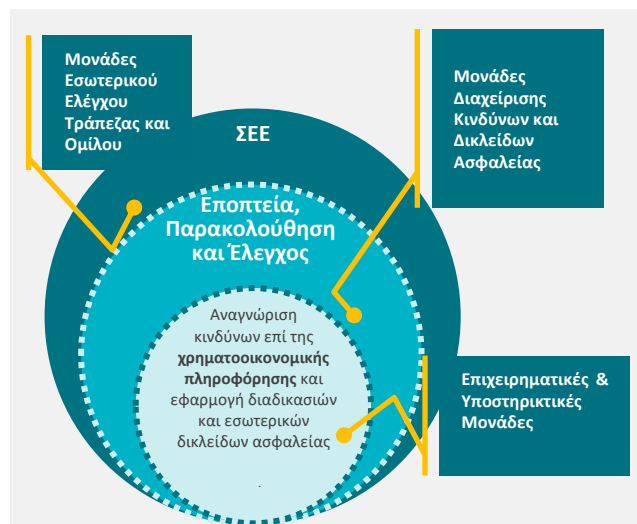 Μονάδες
Εσωτερικού
Ελέγχου
Τράπεζας και
Ομίλου
ΣΕΕ
Μονάδες
Διαχείρισης
Κινδύνων και
Δικλείδων
Ασφαλείας
Εποπτεία,
Παρακολούθηση
και Έλεγχος
Αναγνώριση
κινδύνων επί της
χρηματοοικονομικής
πληροφόρησης και
εφαρμογή διαδικασιών
και εσωτερικών
δικλείδων ασφαλείας
.
Επιχειρηματικές &
Υποστηρικτικές
Μονάδες